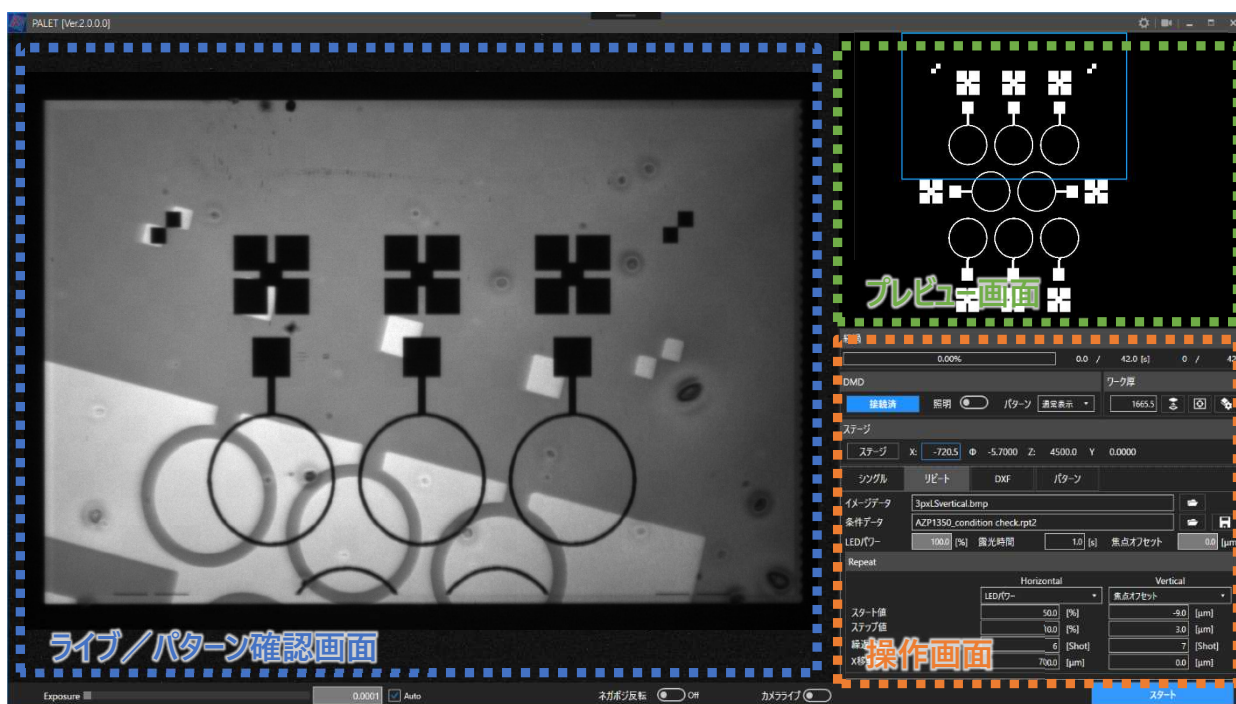 PALET [Ver.2.0.0.0]
プレビュー画面
0.00% 0.0 / 42.0 [s] 0 / 42
DMD ワーク厚
接続済 照明 パターン 通常表示 1665.5
ステージ
ステージ X: -720.5 Φ -5.7000 Z: 4500.0 Y 0.0000
シングル リピート DXF パターン
イメージデータ 3pxLSvertical.bmp
条件データ AZP1350_condition check.rpt2
LEDパワー 100.0 [%] 露光時間 1.0 [s] 焦点オフセット 0.0 [μm]
Repeat
Horizontal Vertical
LEDパワー 焦点オフセット
スタート値 50.0 [%] -9.0 [μm]
ステップ値 10.0 [%] 3.0 [μm]
6 [Shot] 7 [Shot]
700.0 [μm] 0.0 [μm]
操作画面
ライブ／パターン確認画面
Exposure 0.0001 Auto ネガポジ反転 Off カメラライブ スタート